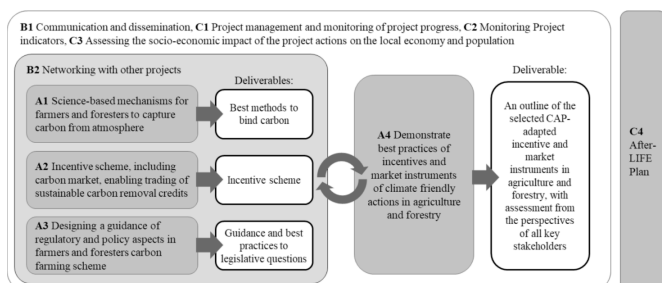 B1 Communication and dissemination, C1 Project management and monitoring of project progress, C2 Monitoring Project
indicators, C3 Assessing the socio-economic impact of the project actions on the local economy and population
B2 Networking with other projects
Deliverables:
A1 Science-based mechanisms for
farmers and foresters to capture
carbon from atmosphere
Best methods to
bind carbon
A2 Incentive scheme, including
carbon market, enabling trading of
sustainable carbon removal credits
Incentive scheme
A3 Designing a guidance of
regulatory and policy aspects in
farmers and foresters carbon
farming scheme
Guidance and best
practices to
legislative questions
A4 Demonstrate
best practices of
incentives and
market instruments
of climate friendly
actions in agriculture
and forestry
Deliverable:
An outline of the
selected CAP-
adapted
incentive and
market
instruments in
agriculture and
forestry, with
assessment from
the perspectives
of all key
stakeholders
C4
After-
LIFE
Plan